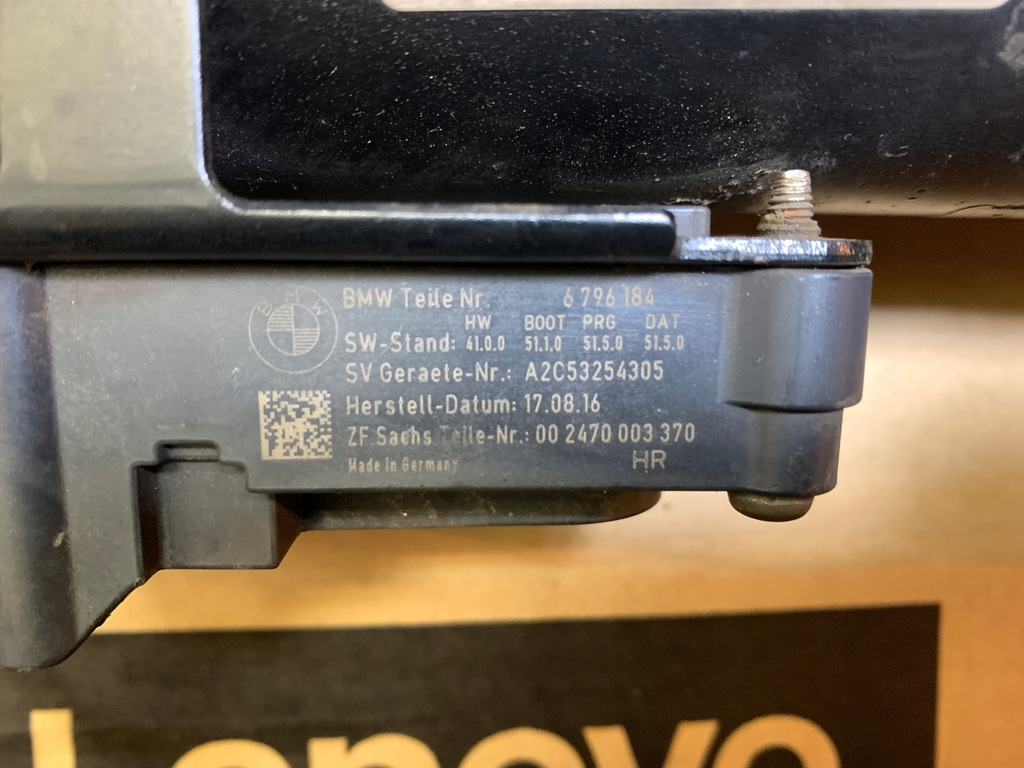 BMW
BMW Teile Nr. 6 796 184
HW BOOT PRG DAT
SW-Stand: 41.0.0 51.1.0 51.5.0 51.5.0
SV Geraete-Nr.: A2C53254305
Herstell-Datum: 17.08.16
ZF Sachs Teile-Nr.: 00 2470 003 370
Made in Germany HR
Lenovo